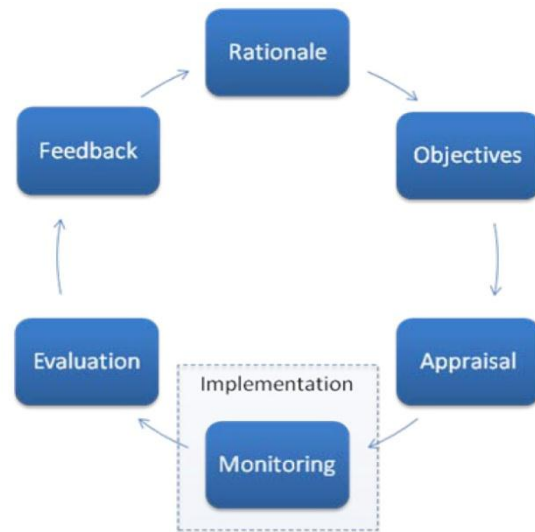 Rationale
Objectives
Appraisal
Implementation
Monitoring
Evaluation
Feedback